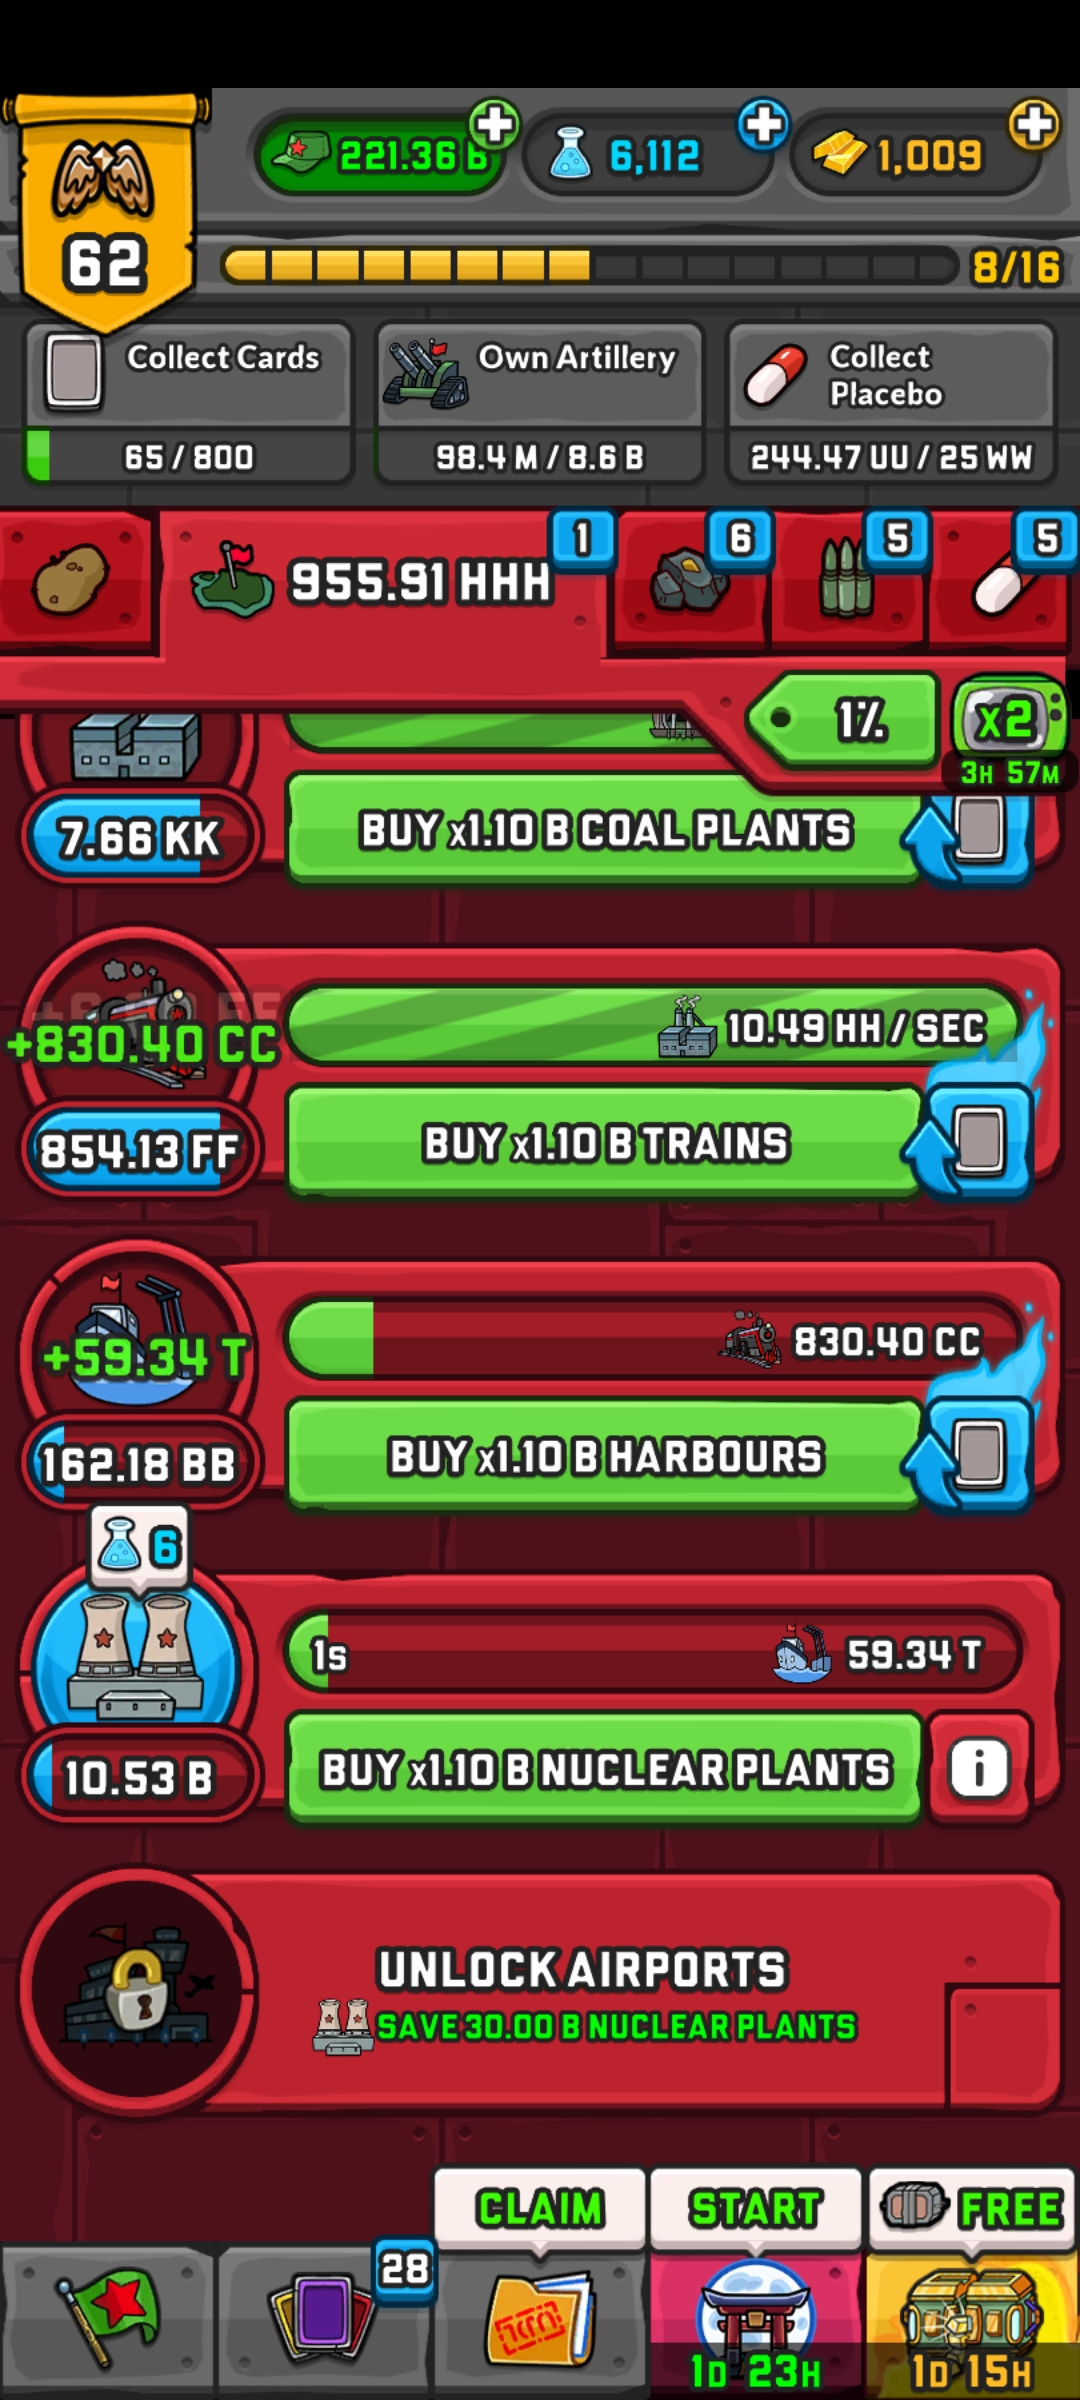 221.36 B
6,112
1,009
62
8/16
Collect Cards
65 / 800
Own Artillery
98.4 M / 8.6 B
Collect
Placebo
244.47 UU / 25 WW
955.91 HHH
1
6
5
5
1%
x2
3H 57M
7.66 KK
BUY x1.10 B COAL PLANTS
+830.40 CC
10.49 HH / SEC
854.13 FF
BUY x1.10 B TRAINS
+59.34 T
830.40 CC
162.18 BB
BUY x1.10 B HARBOURS
6
1s
59.34 T
10.53 B
BUY x1.10 B NUCLEAR PLANTS
i
UNLOCK AIRPORTS
SAVE 30.00 B NUCLEAR PLANTS
CLAIM
START
FREE
28
1D 23H
1D 15H